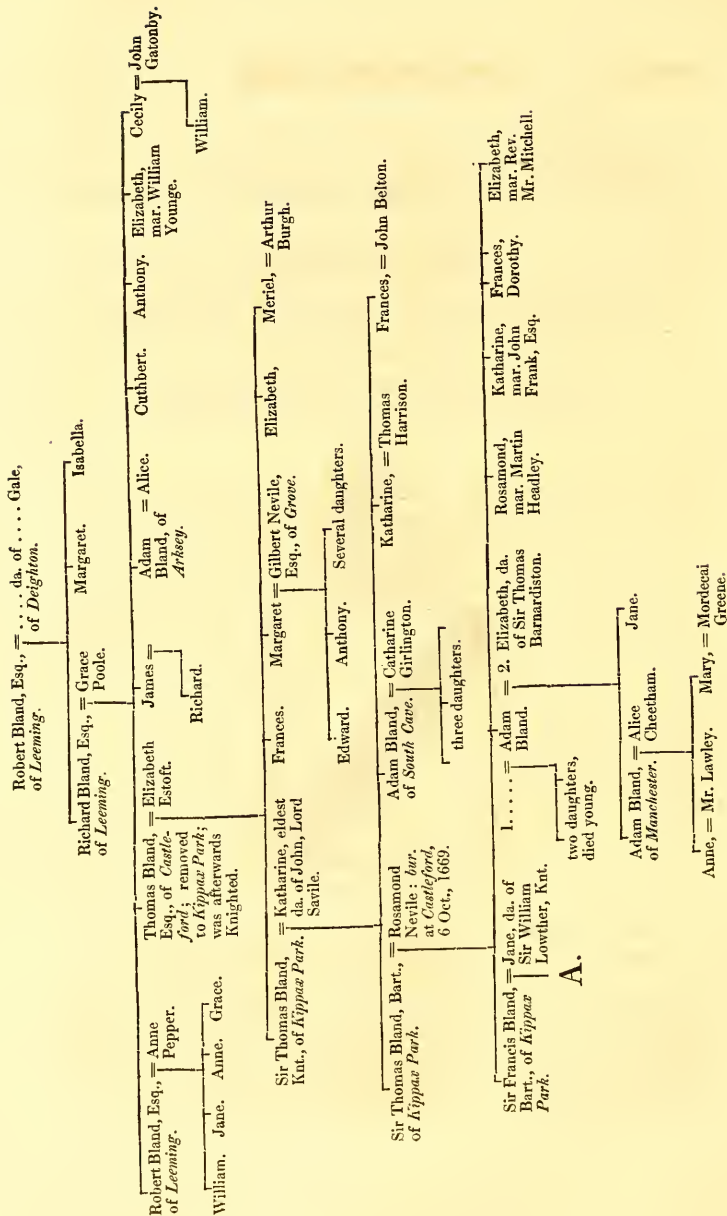 Robert Bland, Esq., = . . . . da. of . . . . Gale,
of Leeming. of Deighton.
Richard Bland, Esq., = Grace
of Leeming. Poole.
Margaret.
Isabella.
Robert Bland, Esq., = Anne
of Leeming. Pepper.
Thomas Bland, = Elizabeth
Esq., of Castle- Estoft.
ford; removed
to Kippax Park;
was afterwards
Knighted.
James =
Adam = Alice.
Bland, of
Arksey.
Cuthbert.
Anthony.
Elizabeth,
mar. William
Younge.
Cecily = John
Gatonby.
William. Jane. Anne. Grace.
Richard.
William.
Sir Thomas Bland, = Katharine, eldest
Knt., of Kippax Park. da. of John, Lord
Savile.
Frances.
Margaret = Gilbert Nevile,
Esq., of Grove.
Elizabeth,
Meriel, = Arthur
Burgh.
Edward. Anthony. Several daughters.
Sir Thomas Bland, Bart., = Rosamond
of Kippax Park. Nevile: bur.
at Castleford,
6 Oct., 1669.
Adam Bland, = Catharine
of South Cave. Girlington.
Katharine, = Thomas
Harrison.
Frances, = John Belton.
three daughters.
Sir Francis Bland, = Jane, da. of
Bart., of Kippax Sir William
Park. Lowther, Knt.
A.
1. . . . . = Adam = 2. Elizabeth, da.
Bland. of Sir Thomas
Barnardiston.
Rosamond,
mar. Martin
Headley.
Katharine,
mar. John
Frank, Esq.
Frances,
Dorothy.
Elizabeth,
mar. Rev.
Mr. Mitchell.
two daughters,
died young.
Adam Bland, = Alice
of Manchester. Cheetham.
Jane.
Anne, = Mr. Lawley.
Mary, = Mordecai
Greene.